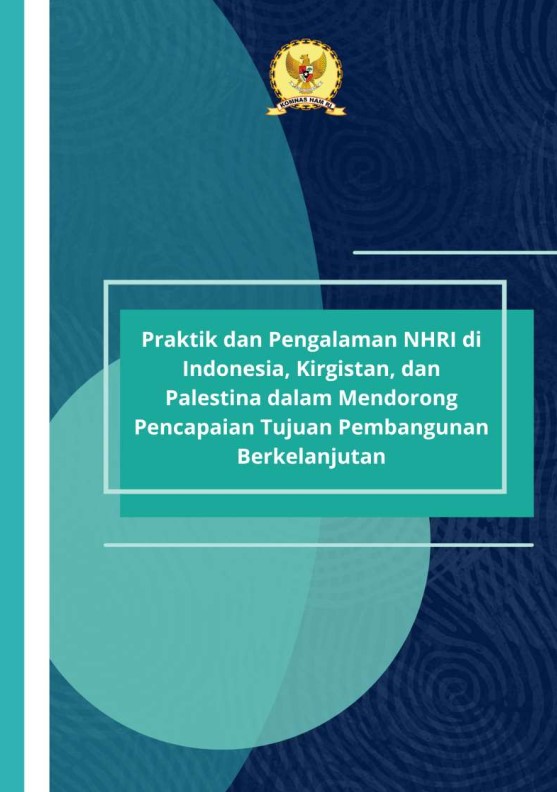 KOMNAS HAM RI
Praktik dan Pengalaman NHRI di
Indonesia, Kirgistan, dan
Palestina dalam Mendorong
Pencapaian Tujuan Pembangunan
Berkelanjutan